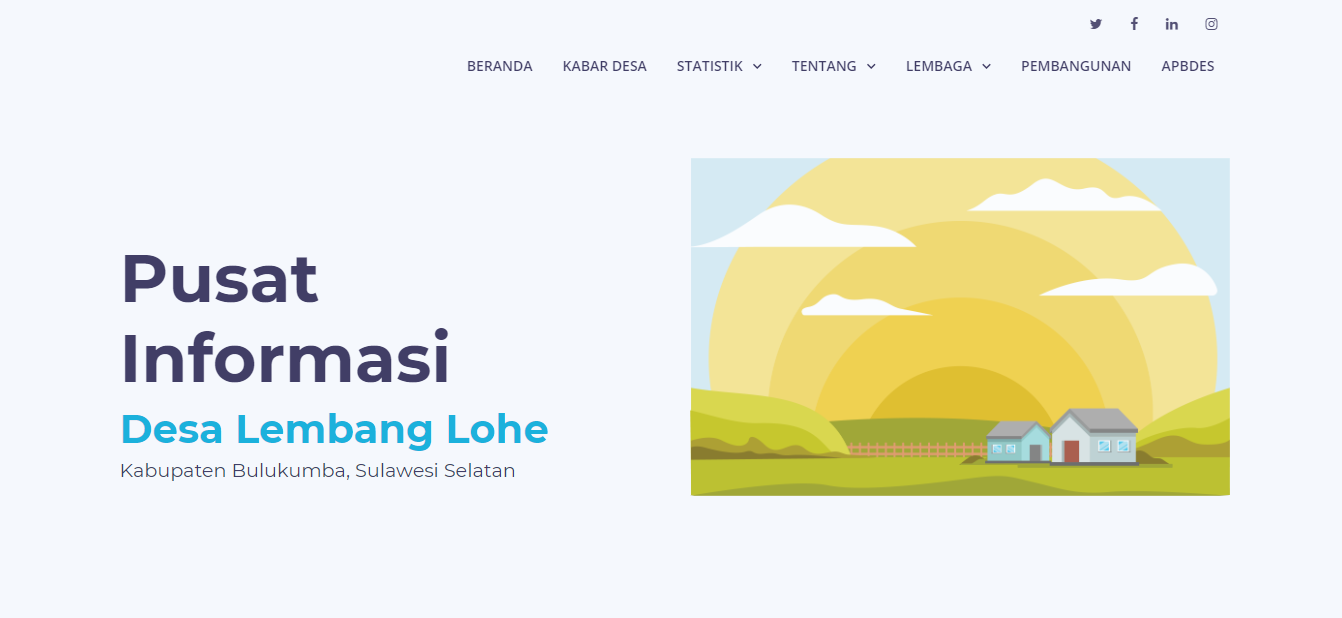 BERANDA KABAR DESA STATISTIK TENTANG LEMBAGA PEMBANGUNAN APBDES
Pusat
Informasi
Desa Lembang Lohe
Kabupaten Bulukumba, Sulawesi Selatan